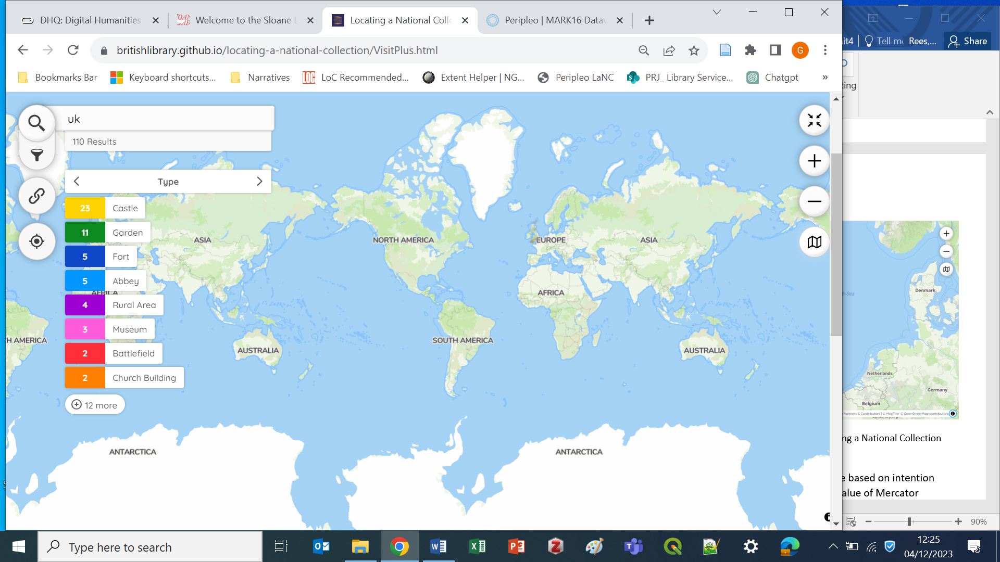 DHQ: Digital Humanities
Welcome to the Sloane L
Locating a National Colle
Peripleo | MARK16 Datav
britishlibrary.github.io/locating-a-national-collection/VisitPlus.html
G
Bookmarks Bar
Keyboard shortcuts...
Narratives
LOC
LoC Recommended...
Extent Helper | NG...
Peripleo LaNC
PRJ_ Library Service...
Chatgpt
»
uk
110 Results
Type
23 Castle
11 Garden
5 Fort
5 Abbey
4 Rural Area
3 Museum
2 Battlefield
2 Church Building
12 more
ASIA
NORTH AMERICA
EUROPE
ASIA
AFRICA
AFRICA
H AMERICA
AUSTRALIA
SOUTH AMERICA
AUSTRALIA
ANTARCTICA
ANTARCTICA
it4
Tell me
Rees,...
Share
ting
h Sea
Denmark
Netherlands
Germany
Belgium
Partners & Contributors | © MapTiler © OpenStreetMap contributors
ng a National Collection
e based on intention
alue of Mercator
90%
Type here to search
12:25
04/12/2023